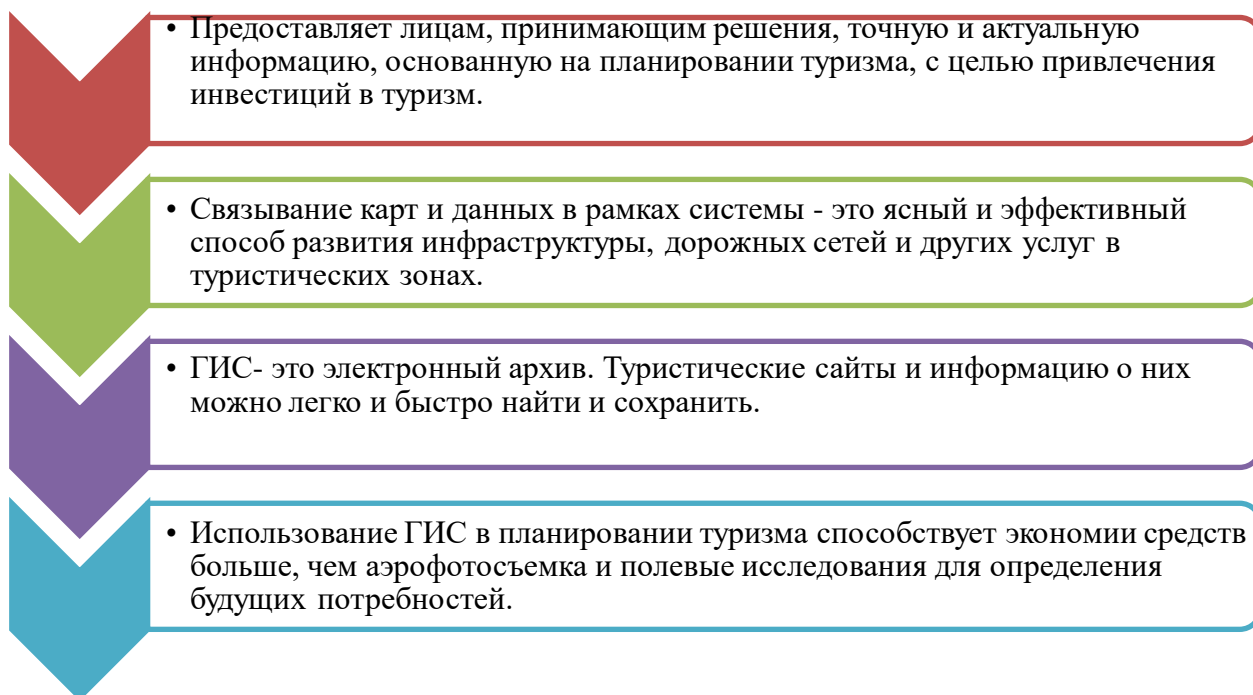 • Предоставляет лицам, принимающим решения, точную и актуальную
информацию, основанную на планировании туризма, с целью привлечения
инвестиций в туризм.
• Связывание карт и данных в рамках системы - это ясный и эффективный
способ развития инфраструктуры, дорожных сетей и других услуг в
туристических зонах.
• ГИС- это электронный архив. Туристические сайты и информацию о них
можно легко и быстро найти и сохранить.
• Использование ГИС в планировании туризма способствует экономии средств
больше, чем аэрофотосъемка и полевые исследования для определения
будущих потребностей.